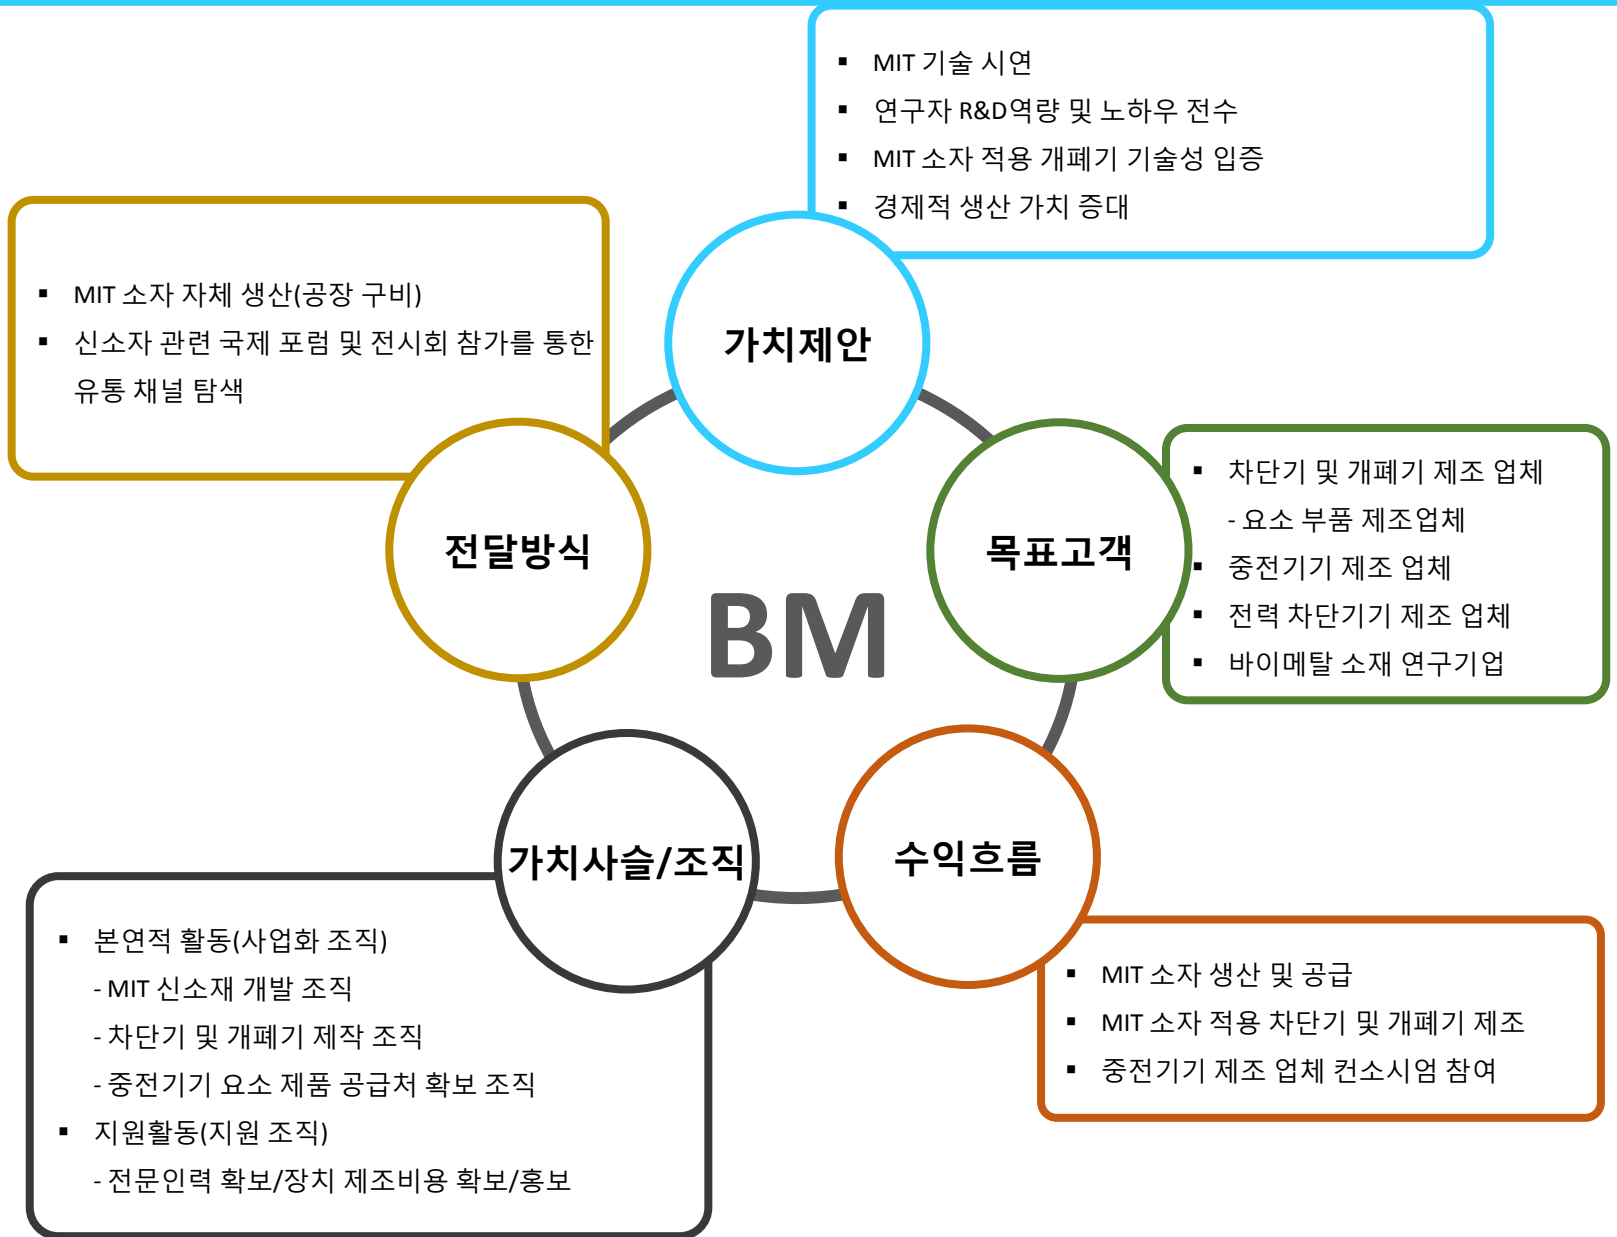 ▪ MIT 기술 시연
▪ 연구자 R&D역량 및 노하우 전수
▪ MIT 소자 적용 개폐기 기술성 입증
▪ 경제적 생산 가치 증대
가치제안
▪ MIT 소자 자체 생산(공장 구비)
▪ 신소자 관련 국제 포럼 및 전시회 참가를 통한
유통 채널 탐색
전달방식
BM
목표고객
▪ 차단기 및 개폐기 제조 업체
- 요소 부품 제조업체
▪ 중전기기 제조 업체
▪ 전력 차단기기 제조 업체
▪ 바이메탈 소재 연구기업
가치사슬/조직
▪ 본연적 활동(사업화 조직)
- MIT 신소재 개발 조직
- 차단기 및 개폐기 제작 조직
- 중전기기 요소 제품 공급처 확보 조직
▪ 지원활동(지원 조직)
- 전문인력 확보/장치 제조비용 확보/홍보
수익흐름
▪ MIT 소자 생산 및 공급
▪ MIT 소자 적용 차단기 및 개폐기 제조
▪ 중전기기 제조 업체 컨소시엄 참여